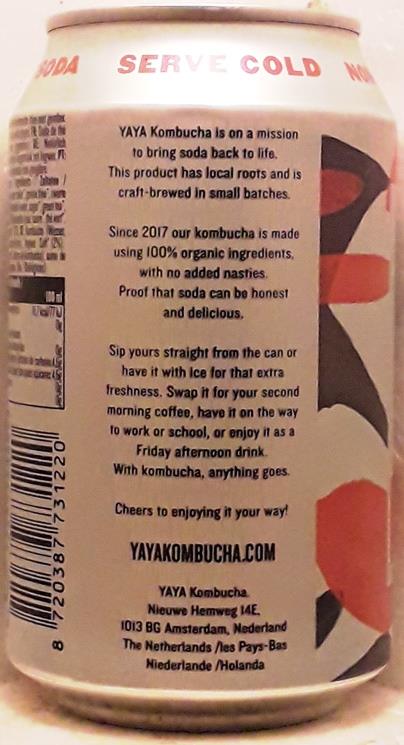 SODA SERVE COLD NON
YAYA Kombucha is on a mission
to bring soda back to life.
This product has local roots and is
craft-brewed in small batches.
Since 2017 our kombucha is made
using 100% organic ingredients,
with no added nasties.
Proof that soda can be honest
and delicious.
Sip yours straight from the can or
have it with ice for that extra
freshness. Swap it for your second
morning coffee, have it on the way
to work or school, or enjoy it as a
Friday afternoon drink.
With kombucha, anything goes.
Cheers to enjoying it your way!
YAYAKOMBUCHA.COM
YAYA Kombucha.
Nieuwe Hemweg 14E,
1013 BG Amsterdam, Nederland
The Netherlands /les Pays-Bas
Niederlande /Holanda
100 ml
8 720387 731220